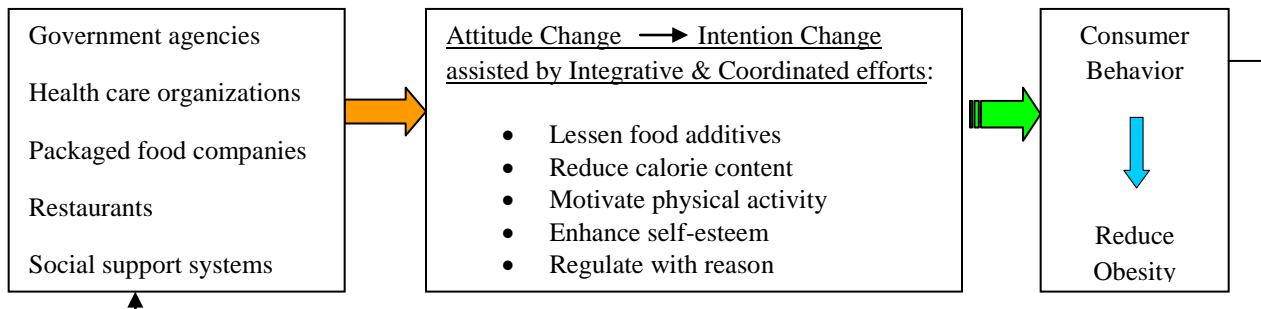 Government agencies
Health care organizations
Packaged food companies
Restaurants
Social support systems
Attitude Change Intention Change
assisted by Integrative & Coordinated efforts:
• Lessen food additives
• Reduce calorie content
• Motivate physical activity
• Enhance self-esteem
• Regulate with reason
Consumer
Behavior
Reduce
Obesity